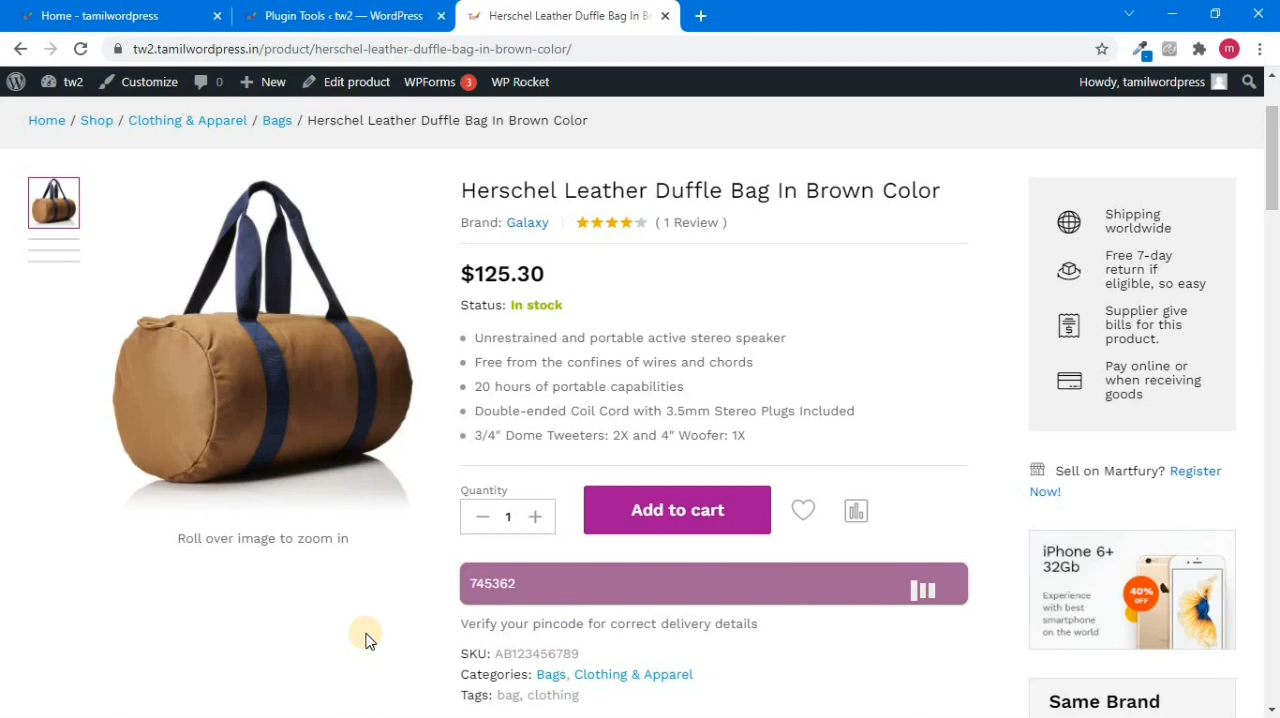 Home - tamilwordpress
Plugin Tools ‹ tw2 — WordPress
Herschel Leather Duffle Bag In B
tw2.tamilwordpress.in/product/herschel-leather-duffle-bag-in-brown-color/
m
tw2
Customize
0
New
Edit product
WPForms 3
WP Rocket
Howdy, tamilwordpress
Home / Shop / Clothing & Apparel / Bags / Herschel Leather Duffle Bag In Brown Color
Roll over image to zoom in
Herschel Leather Duffle Bag In Brown Color
Brand: Galaxy
( 1 Review )
$125.30
Status: In stock
Unrestrained and portable active stereo speaker
Free from the confines of wires and chords
20 hours of portable capabilities
Double-ended Coil Cord with 3.5mm Stereo Plugs Included
3/4″ Dome Tweeters: 2X and 4″ Woofer: 1X
Quantity
1
Add to cart
745362
Verify your pincode for correct delivery details
SKU: AB123456789
Categories: Bags, Clothing & Apparel
Tags: bag, clothing
Shipping
worldwide
Free 7-day
return if
eligible, so easy
Supplier give
bills for this
product.
Pay online or
when receiving
goods
Sell on Martfury? Register
Now!
iPhone 6+
32Gb
Experience
with best
smartphone
on the world
40%
OFF
Same Brand